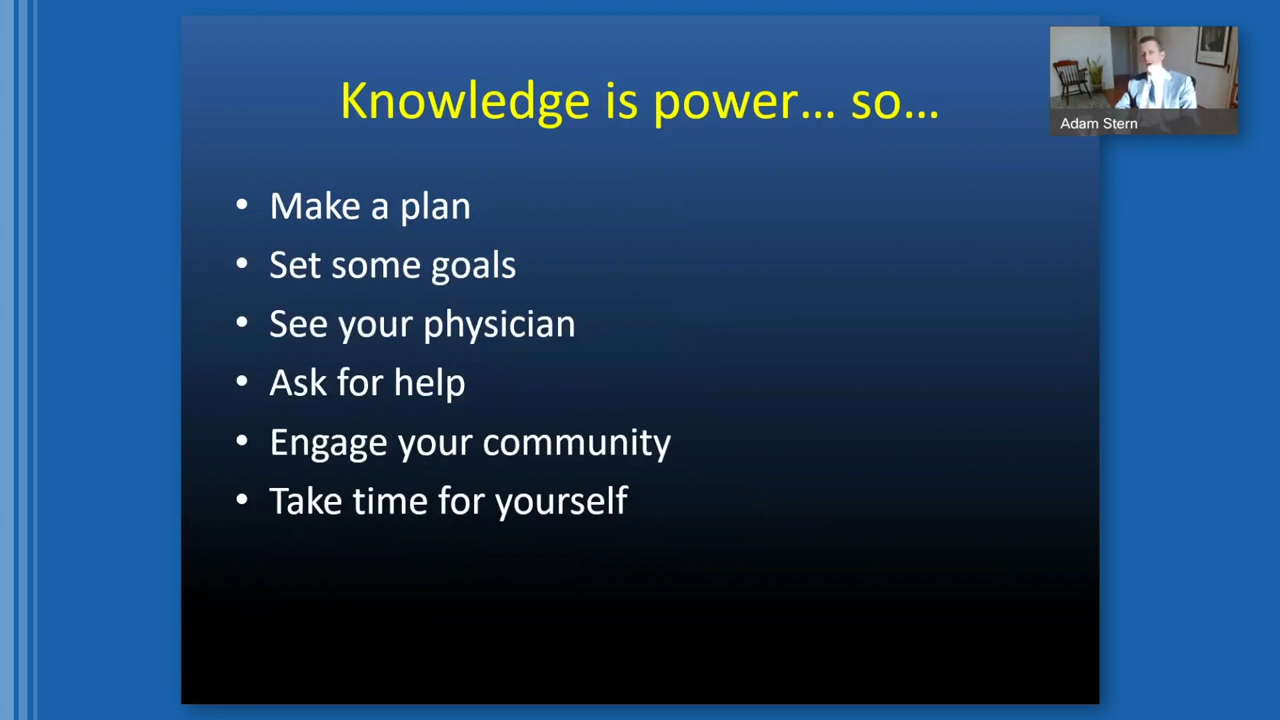 Knowledge is power... so...
Adam Stern
• Make a plan
• Set some goals
• See your physician
• Ask for help
• Engage your community
• Take time for yourself